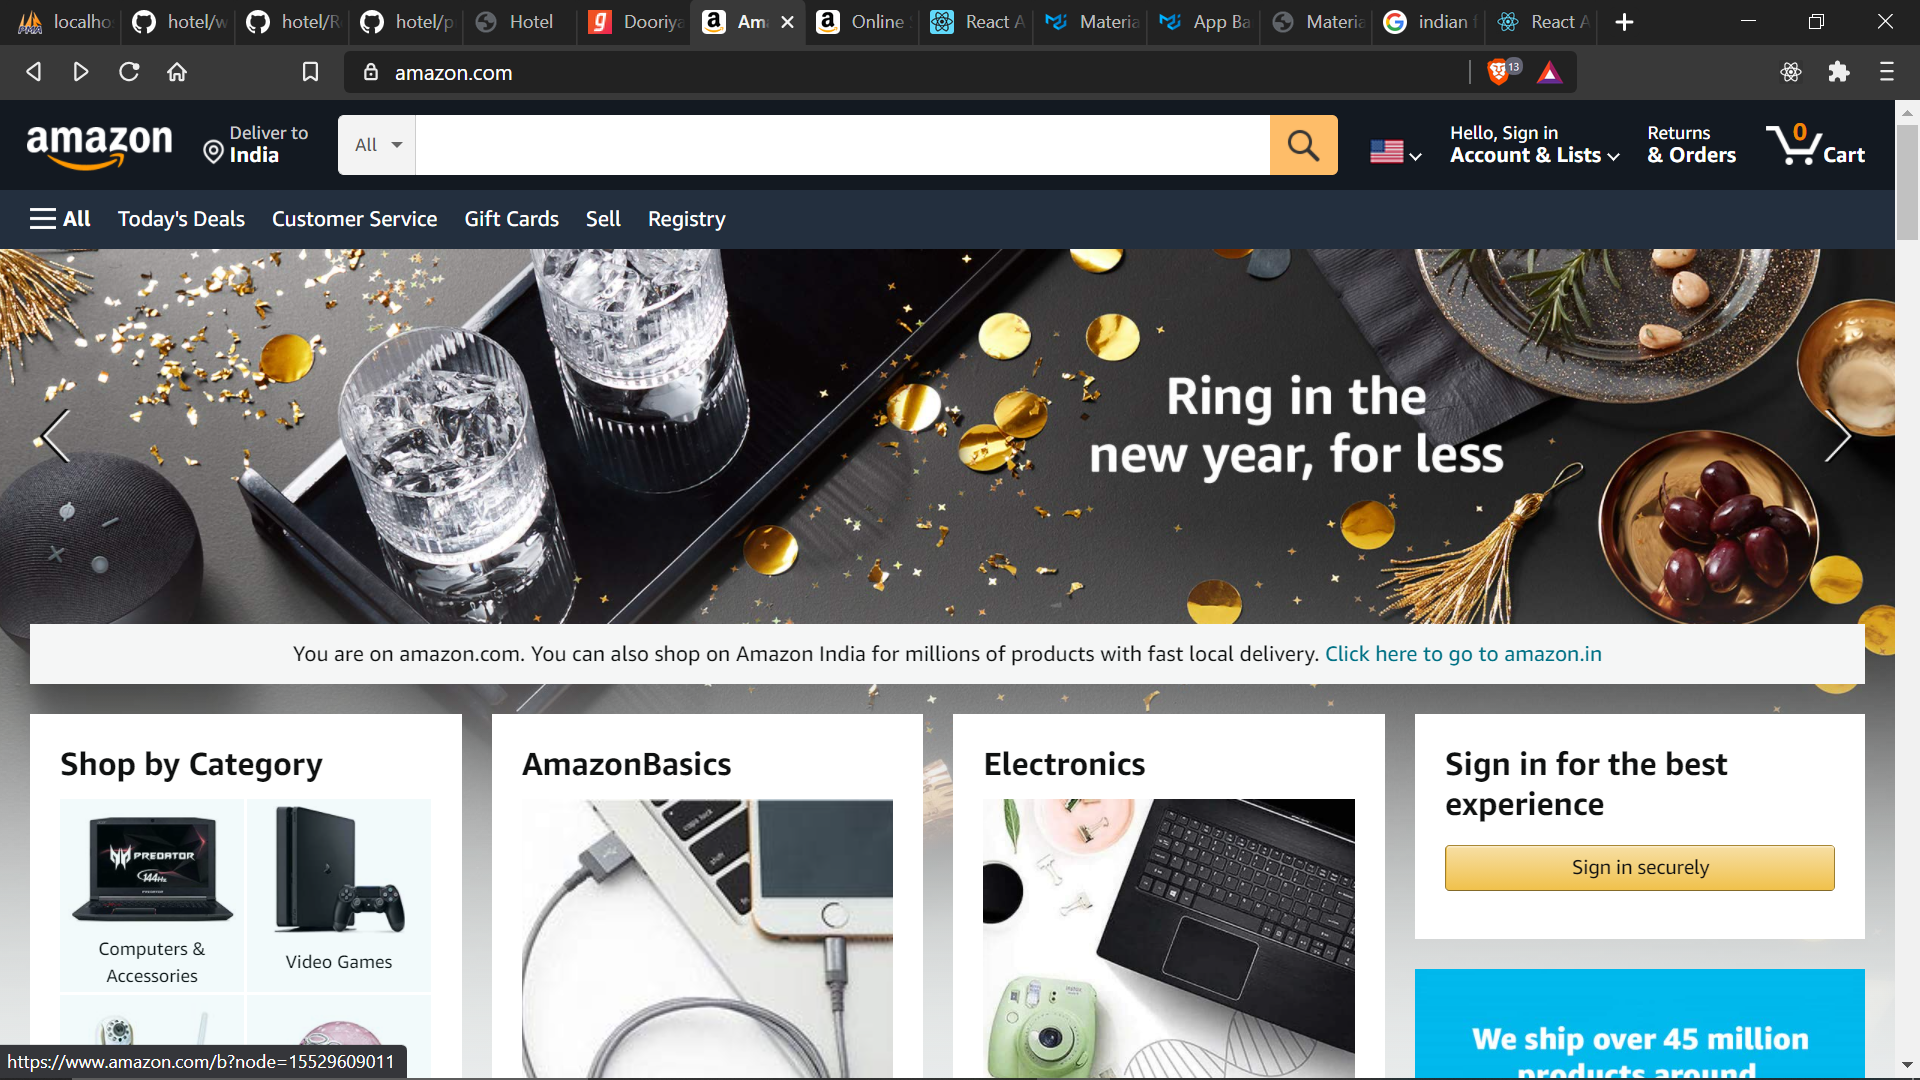 localho
hotel/w
hotel/R
hotel/p
Hotel
Dooriya
Ama
Online
React A
Materia
App Ba
Materia
indian f
React A
amazon.com
13
amazon
Deliver to
India
All
Hello, Sign in
Account & Lists
Returns
& Orders
0
Cart
All
Today's Deals
Customer Service
Gift Cards
Sell
Registry
Ring in the
new year, for less
You are on amazon.com. You can also shop on Amazon India for millions of products with fast local delivery. Click here to go to amazon.in
Shop by Category
AmazonBasics
Electronics
Sign in for the best
experience
Sign in securely
PREDATOR
144Hz
caps lock
shift
Computers &
Accessories
Video Games
We ship over 45 million
products around
https://www.amazon.com/b?node=15529609011